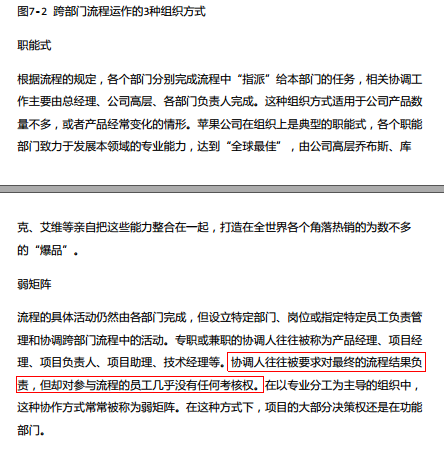 图7-2 跨部门流程运作的3种组织方式
职能式
根据流程的规定，各个部门分别完成流程中“指派”给本部门的任务，相关协调工
作主要由总经理、公司高层、各部门负责人完成。这种组织方式适用于公司产品数
量不多，或者产品经常变化的情形。苹果公司在组织上是典型的职能式，各个职能
部门致力于发展本领域的专业能力，达到“全球最佳”，由公司高层乔布斯、库
克、艾维等亲自把这些能力整合在一起，打造在全世界各个角落热销的为数不多
的“爆品”。
弱矩阵
流程的具体活动仍然由各部门完成，但设立特定部门、岗位或指定特定员工负责管
理和协调跨部门流程中的活动。专职或兼职的协调人往往被称为产品经理、项目经
理、项目负责人、项目助理、技术经理等。协调人往往被要求对最终的流程结果负
责，但却对参与流程的员工几乎没有任何考核权。在以专业分工为主导的组织中，
这种协作方式常常被称为弱矩阵。在这种方式下，项目的大部分决策权还是在功能
部门。